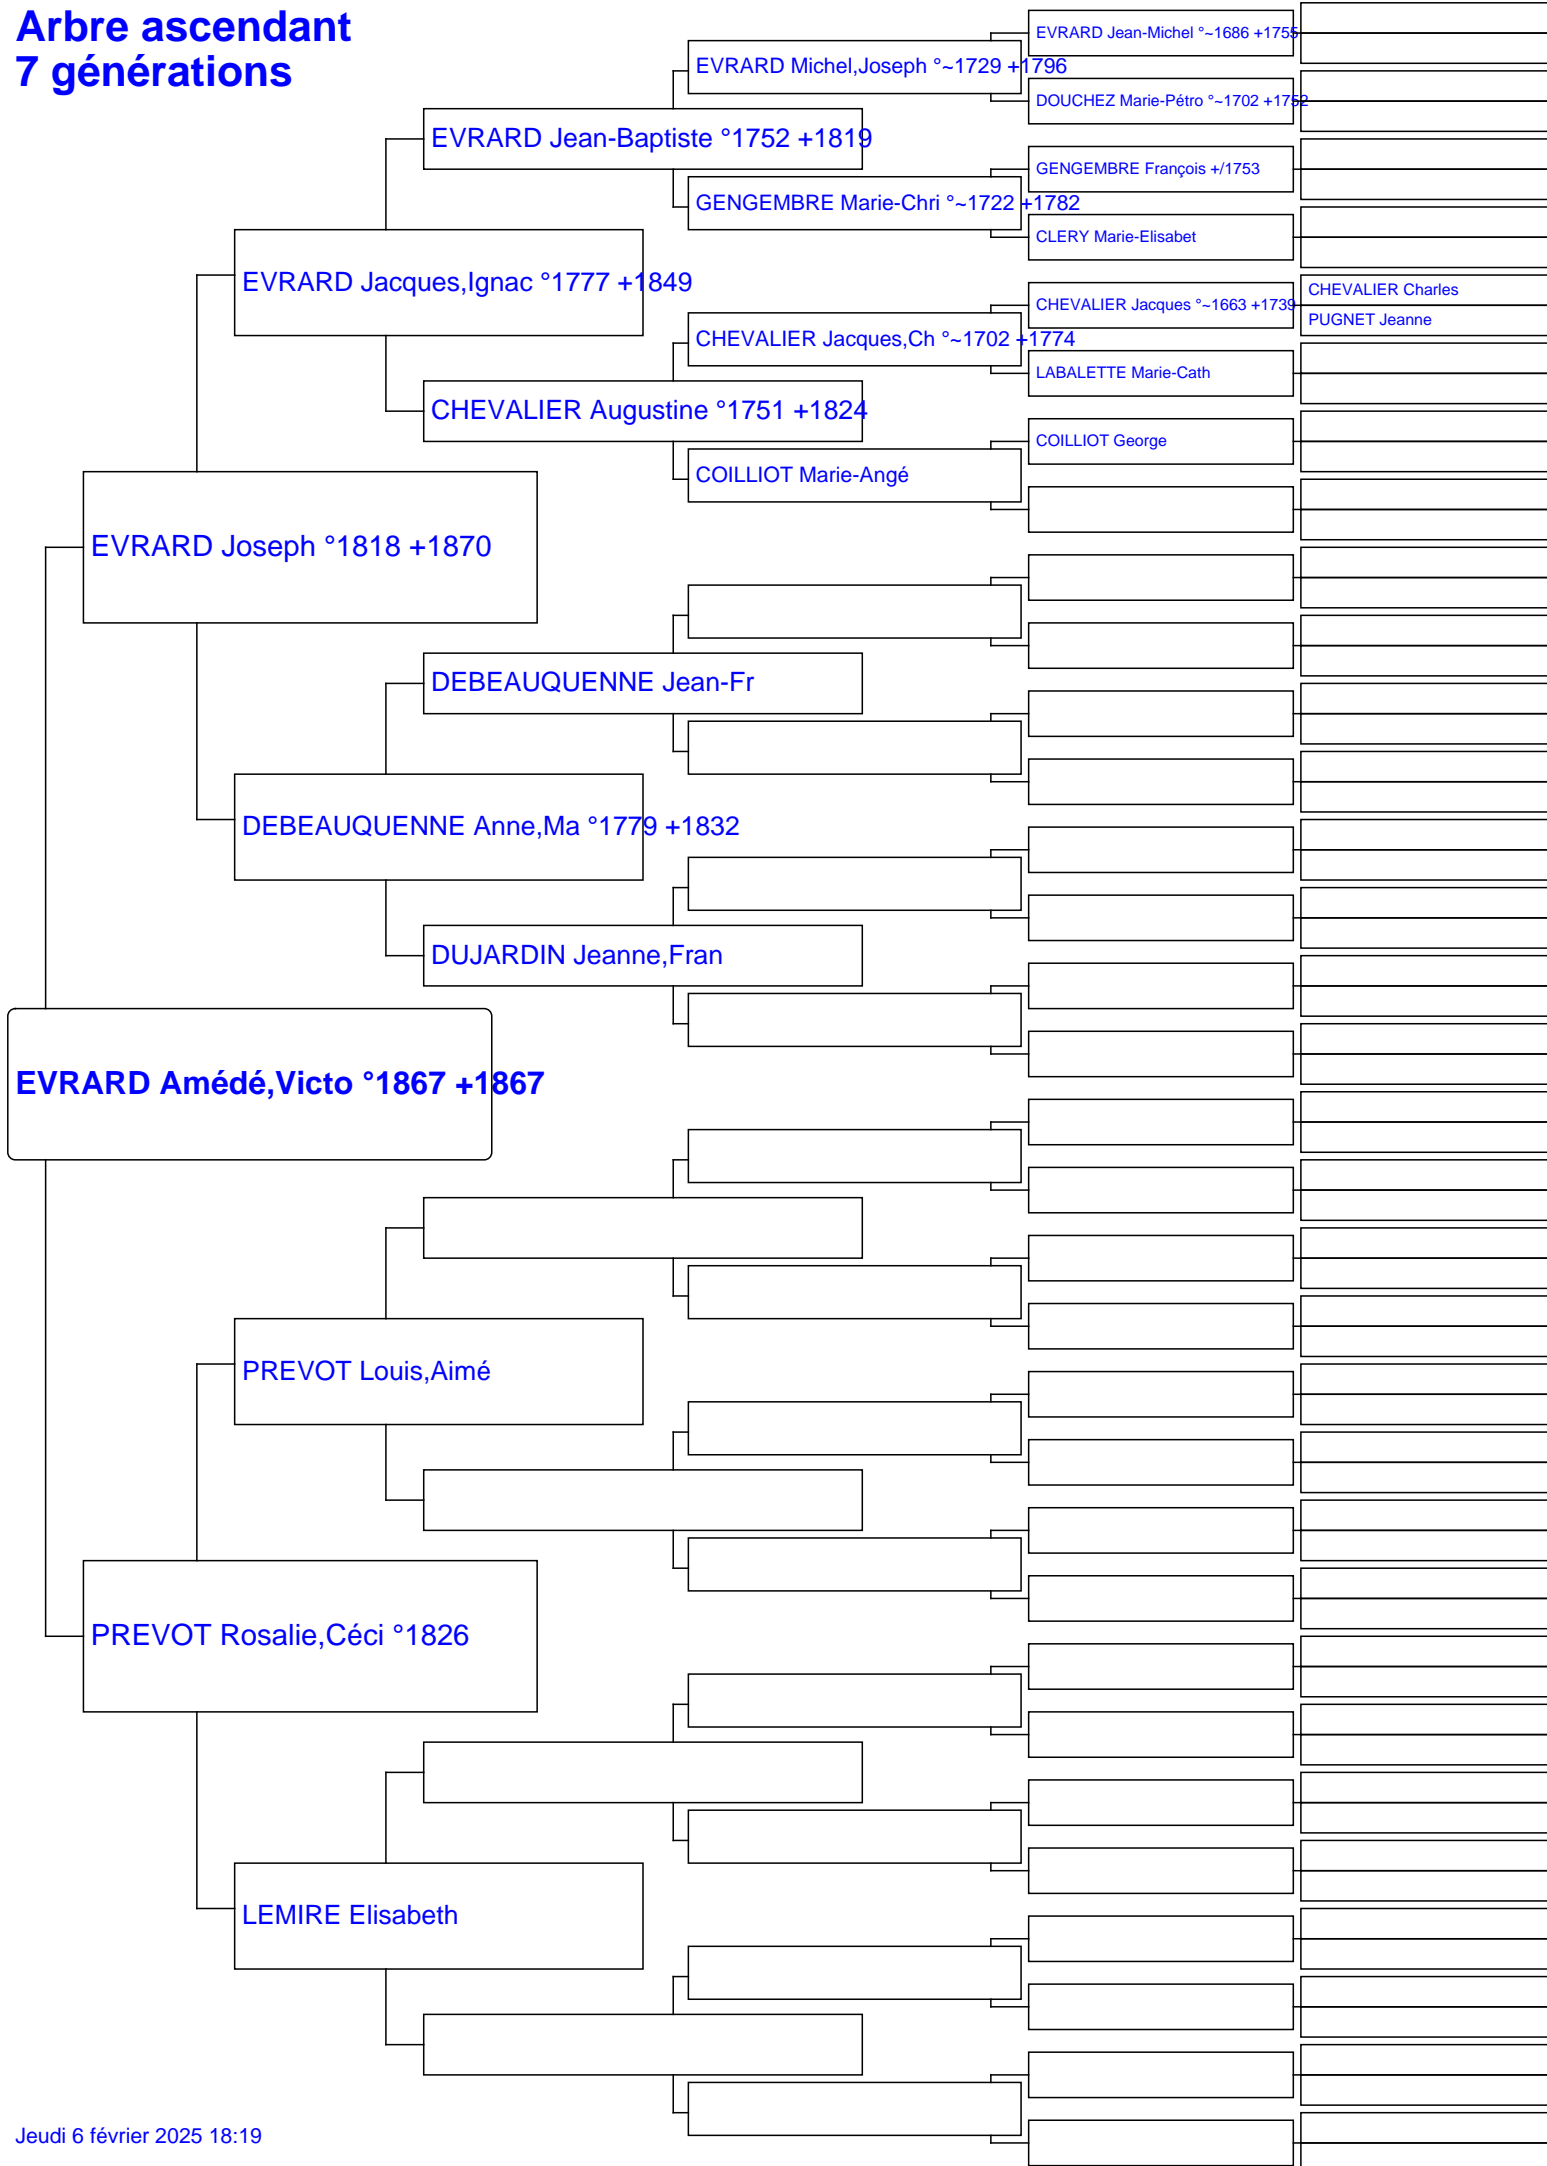 Arbre ascendant
7 générations
EVRARD Jean-Michel °~1686 +1755
EVRARD Michel,Joseph °~1729 +1796
DOUCHEZ Marie-Pétro °~1702 +1752
EVRARD Jean-Baptiste °1752 +1819
GENGEMBRE François +/1753
GENGEMBRE Marie-Chri °~1722 +1782
CLERY Marie-Elisabet
EVRARD Jacques,Ignac °1777 +1849
CHEVALIER Charles
CHEVALIER Jacques °~1663 +1739
PUGNET Jeanne
CHEVALIER Jacques,Ch °~1702 +1774
LABALETTE Marie-Cath
CHEVALIER Augustine °1751 +1824
COILLIOT George
COILLIOT Marie-Angé
EVRARD Joseph °1818 +1870
DEBEAUQUENNE Jean-Fr
DEBEAUQUENNE Anne,Ma °1779 +1832
DUJARDIN Jeanne,Fran
EVRARD Amédé,Victo °1867 +1867
PREVOT Louis,Aimé
PREVOT Rosalie,Céci °1826
LEMIRE Elisabeth
Jeudi 6 février 2025 18:19